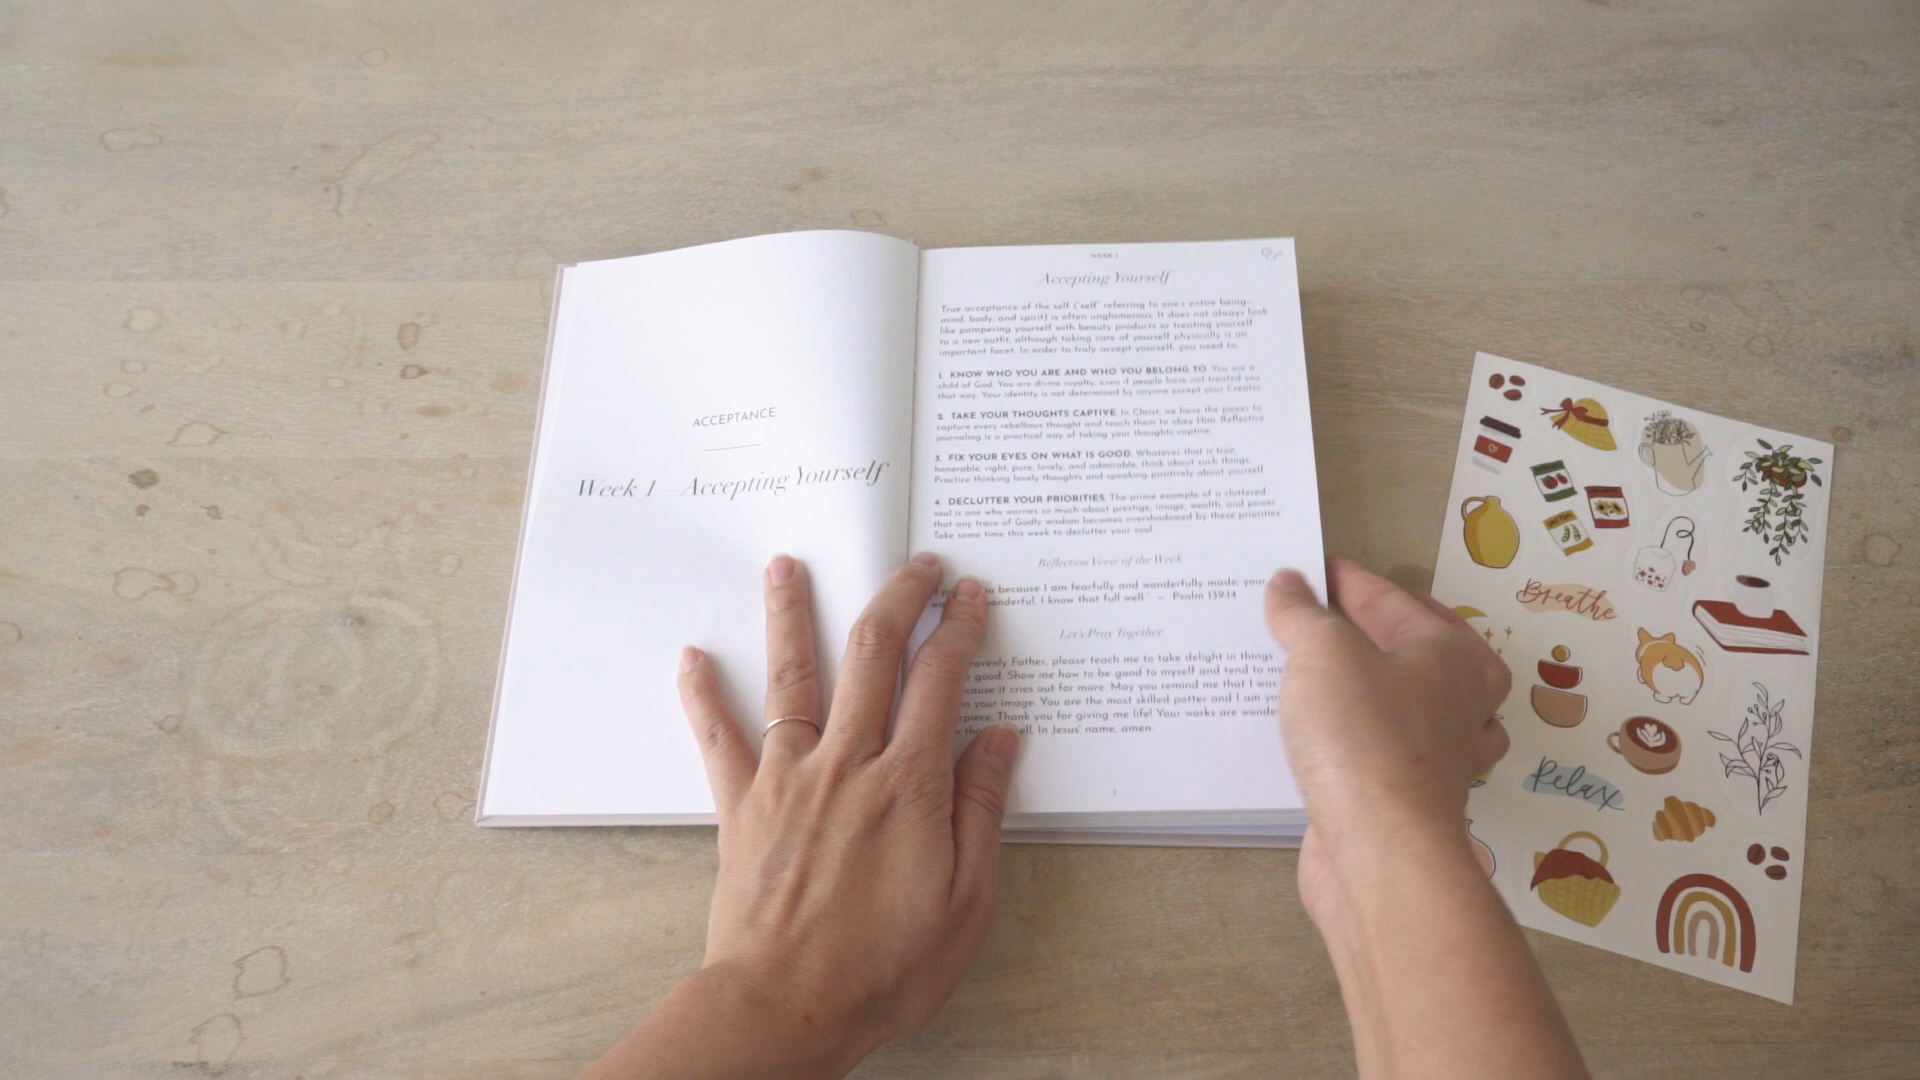 ACCEPTANCE
Week 1 – Accepting Yourself
WEEK 1
Accepting Yourself
True acceptance of the self ("self" referring to one's entire being–
mind, body, and spirit) is often unglamorous. It does not always look
like pampering yourself with beauty products or treating yourself
to a new outfit, although taking care of yourself physically is an
important facet. In order to truly accept yourself, you need to:
1. KNOW WHO YOU ARE AND WHO YOU BELONG TO. You are a
child of God. You are divine royalty, even if people have not treated you
that way. Your identity is not determined by anyone except your Creator.
2. TAKE YOUR THOUGHTS CAPTIVE. In Christ, we have the power to
capture every rebellious thought and teach them to obey Him. Reflective
journaling is a practical way of taking your thoughts captive.
3. FIX YOUR EYES ON WHAT IS GOOD. Whatever that is true,
honorable, right, pure, lovely, and admirable, think about such things.
Practice thinking lovely thoughts and speaking positively about yourself.
4. DECLUTTER YOUR PRIORITIES. The prime example of a cluttered
soul is one who worries so much about prestige, image, wealth, and power
that any trace of Godly wisdom becomes overshadowed by these priorities.
Take some time this week to declutter your soul.
Reflection Verse of the Week
because I am fearfully and wonderfully made; your
wonderful, I know that full well." – Psalm 139:14
Let's Pray Together
Father, please teach me to take delight in things
good. Show me how to be good to myself and tend to my
cause it cries out for more. May you remind me that I was
in your image. You are the most skilled potter and I am
Thank you for giving me life! Your works are
In Jesus' name, amen.
3
Breathe
Relax